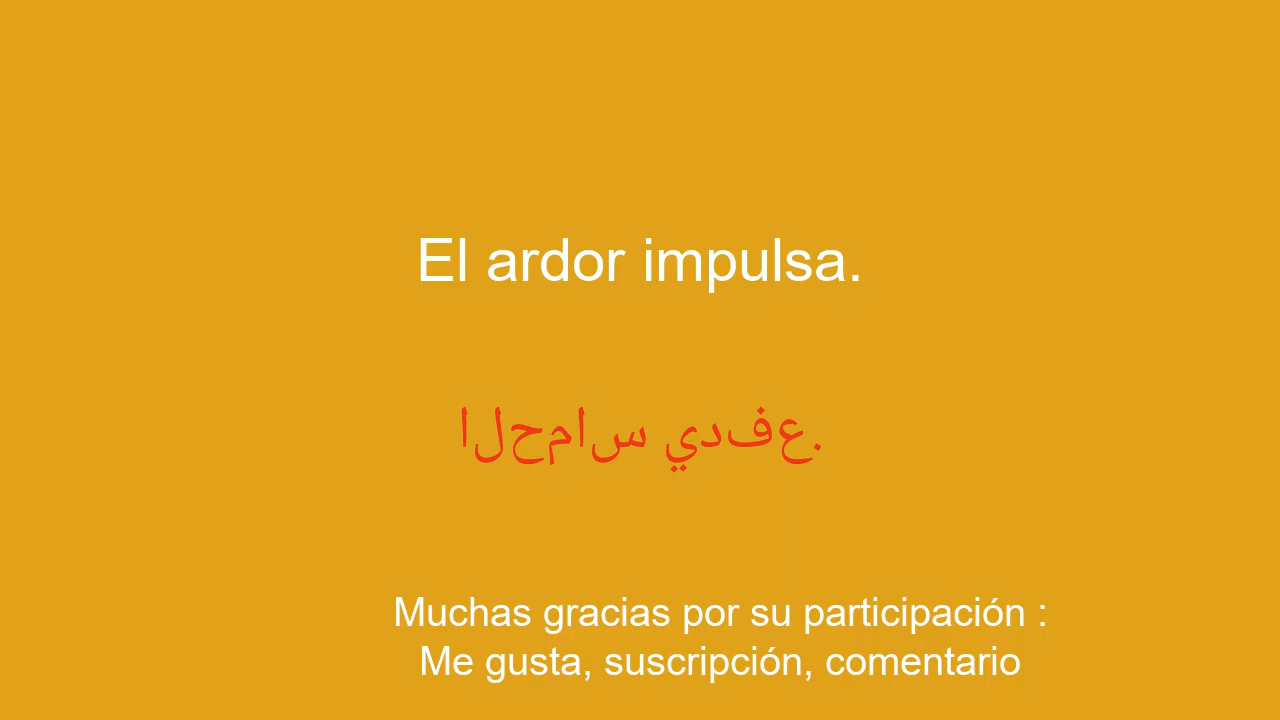 El ardor impulsa.
الحماس يدفع.
Muchas gracias por su participación :
Me gusta, suscripción, comentario